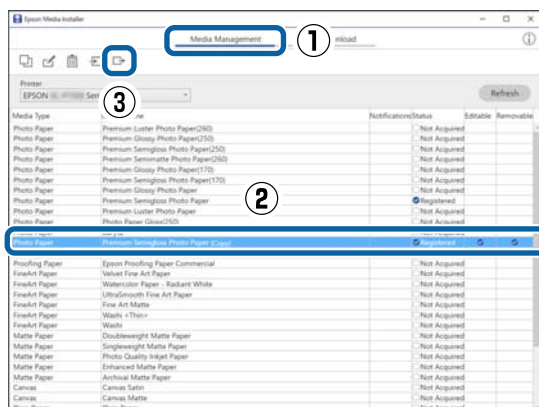 Epson Media Installer
Media Management
nload
1
3
Printer
EPSON
Seri
Refresh
Media Type Notifications Status Editable Removable
Photo Paper Premium Luster Photo Paper(260) Not Acquired
Photo Paper Premium Glossy Photo Paper(250) Not Acquired
Photo Paper Premium Semigloss Photo Paper(250) Not Acquired
Photo Paper Premium Semimatte Photo Paper(260) Not Acquired
Photo Paper Premium Glossy Photo Paper(170) Not Acquired
Photo Paper Premium Semigloss Photo Paper(170) Not Acquired
Photo Paper Premium Glossy Photo Paper Not Acquired
Photo Paper Premium Semigloss Photo Paper Registered
Photo Paper Premium Luster Photo Paper Not Acquired
Photo Paper Photo Paper Gloss(250) Not Acquired
2
Photo Paper Premium Semigloss Photo Paper (Copy) Registered
Proofing Paper Epson Proofing Paper Commercial Not Acquired
FineArt Paper Velvet Fine Art Paper Not Acquired
FineArt Paper Watercolor Paper - Radiant White Not Acquired
FineArt Paper UltraSmooth Fine Art Paper Not Acquired
FineArt Paper Fine Art Matte Not Acquired
FineArt Paper Washi <Thin> Not Acquired
FineArt Paper Washi Not Acquired
Matte Paper Doubleweight Matte Paper Not Acquired
Matte Paper Singleweight Matte Paper Not Acquired
Matte Paper Photo Quality Inkjet Paper Not Acquired
Matte Paper Enhanced Matte Paper Not Acquired
Matte Paper Archival Matte Paper Not Acquired
Canvas Canvas Satin Not Acquired
Canvas Canvas Matte Not Acquired